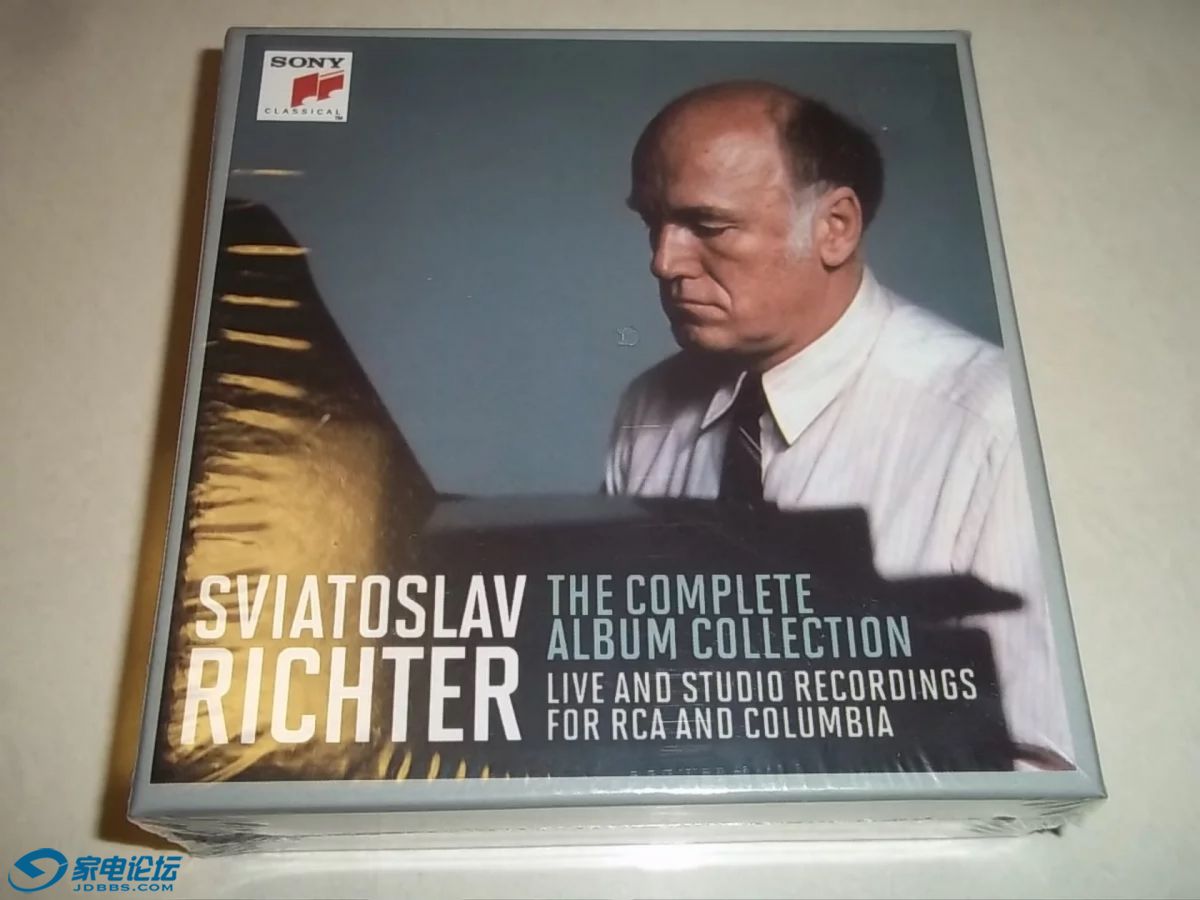 SONY
CLASSICAL
TM
SVIATOSLAV
RICHTER
THE COMPLETE
ALBUM COLLECTION
LIVE AND STUDIO RECORDINGS
FOR RCA AND COLUMBIA
家电论坛
JDBBS.COM